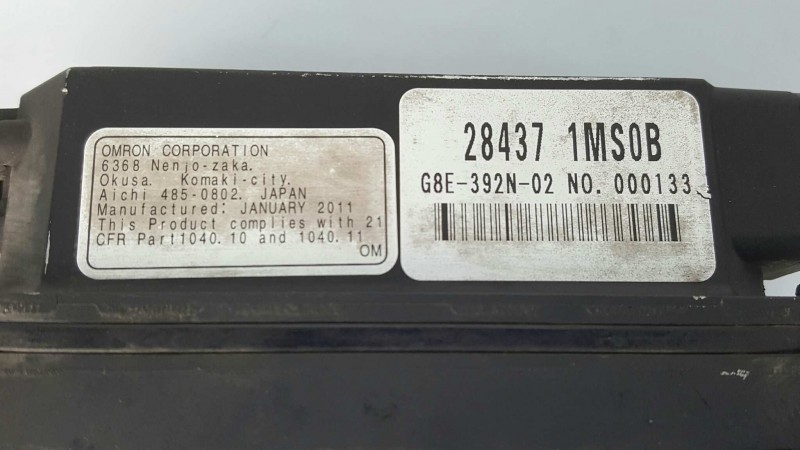 OMRON CORPORATION
6368 Nenjo-zaka.
Okusa. Komaki-city.
Aichi 485-0802. JAPAN
Manufactured: JANUARY 2011
This Product complies with 21
CFR Part1040.10 and 1040.11
OM
28437 1MS0B
G8E-392N-02 NO. 000133